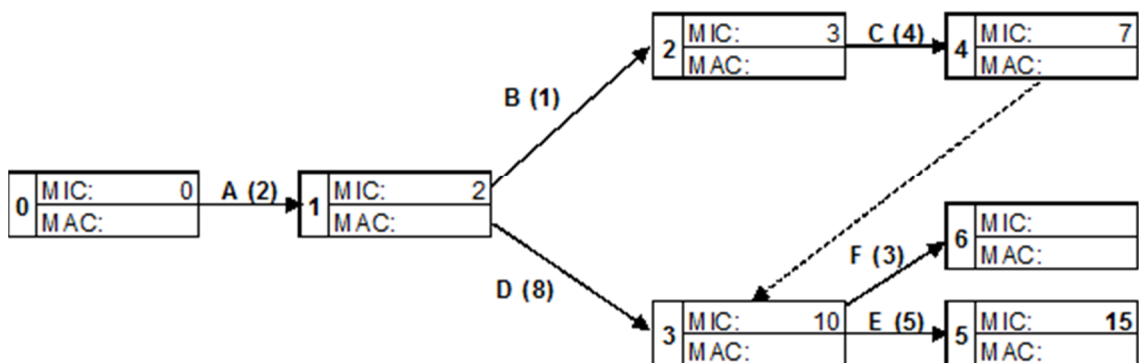 2 MIC: 3
MAC:
C (4)
4 MIC: 7
MAC:
B (1)
0 MIC: 0
MAC:
A (2)
1 MIC: 2
MAC:
D (8)
6 MIC:
MAC:
F (3)
3 MIC: 10
MAC:
E (5)
5 MIC: 15
MAC: